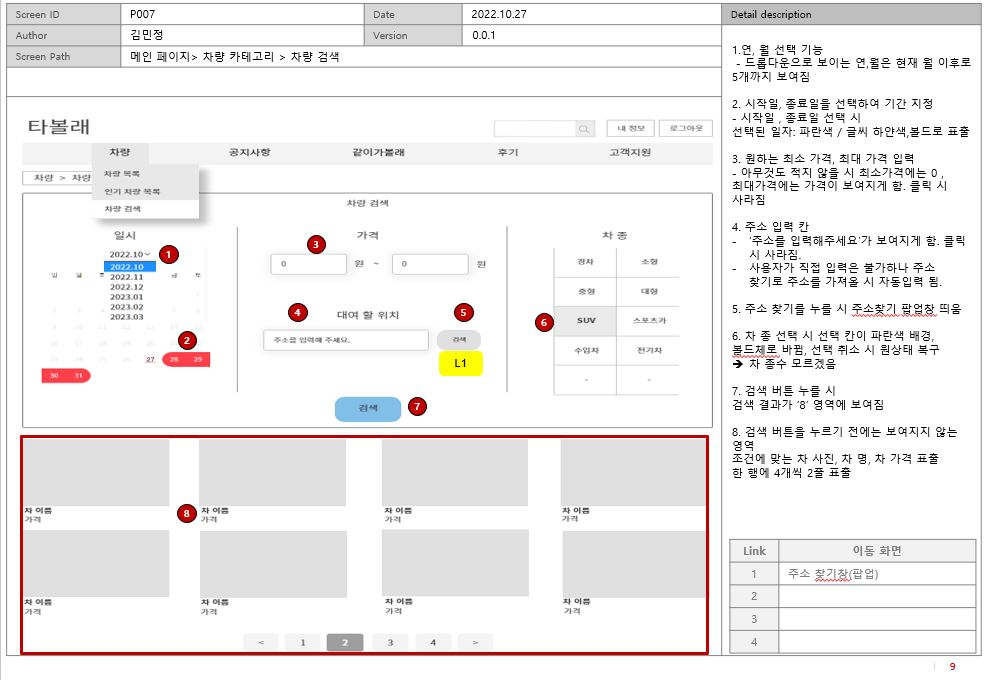 Screen ID P007 Date 2022.10.27
Author 김민정 Version 0.0.1
Screen Path 메인 페이지> 차량 카테고리 > 차량 검색
타볼래
내 정보 로그아웃
차량 공지사항 같이가볼래 후기 고객지원
차량 > 차량
차량 목록
인기 차량 목록
차량 검색
차량 검색
일시
2022.10
2022.10
2022.11
2022.12
2023.01
2023.02
2023.03
일 월 금 토
27 28 29
30 31
1
2
가격
3
0 원 ~ 0 원
4
대여 할 위치
5
주소를 입력해 주세요.
검색
L1
차 종
경차 소형
중형 대형
SUV 스포츠카
수입차 전기차
- -
6
검색
7
차 이름 차 이름 차 이름 차 이름
가격 가격 가격 가격
8
차 이름 차 이름 차 이름 차 이름
가격 가격 가격 가격
< 1 2 3 4 >
Detail description
1.연, 월 선택 기능
- 드롭다운으로 보이는 연,월은 현재 월 이후로
5개까지 보여짐
2. 시작일, 종료일을 선택하여 기간 지정
- 시작일 , 종료일 선택 시
선택된 일자: 파란색 / 글씨 하얀색,볼드로 표출
3. 원하는 최소 가격, 최대 가격 입력
- 아무것도 적지 않을 시 최소가격에는 0 ,
최대가격에는 가격이 보여지게 함. 클릭 시
사라짐
4. 주소 입력 칸
- '주소를 입력해주세요'가 보여지게 함. 클릭
시 사라짐.
- 사용자가 직접 입력은 불가하나 주소
찾기로 주소를 가져올 시 자동입력 됨.
5. 주소 찾기를 누를 시 주소찾기 팝업창 띄움
6. 차 종 선택 시 선택 칸이 파란색 배경,
볼드체로 바뀜, 선택 취소 시 원상태 복구
➔ 차 종수 모르겠음
7. 검색 버튼 누를 시
검색 결과가 '8' 영역에 보여짐
8. 검색 버튼을 누르기 전에는 보여지지 않는
영역
조건에 맞는 차 사진, 차 명, 차 가격 표출
한 행에 4개씩 2줄 표출
Link 이동 화면
1 주소 찾기창(팝업)
2
3
4
9